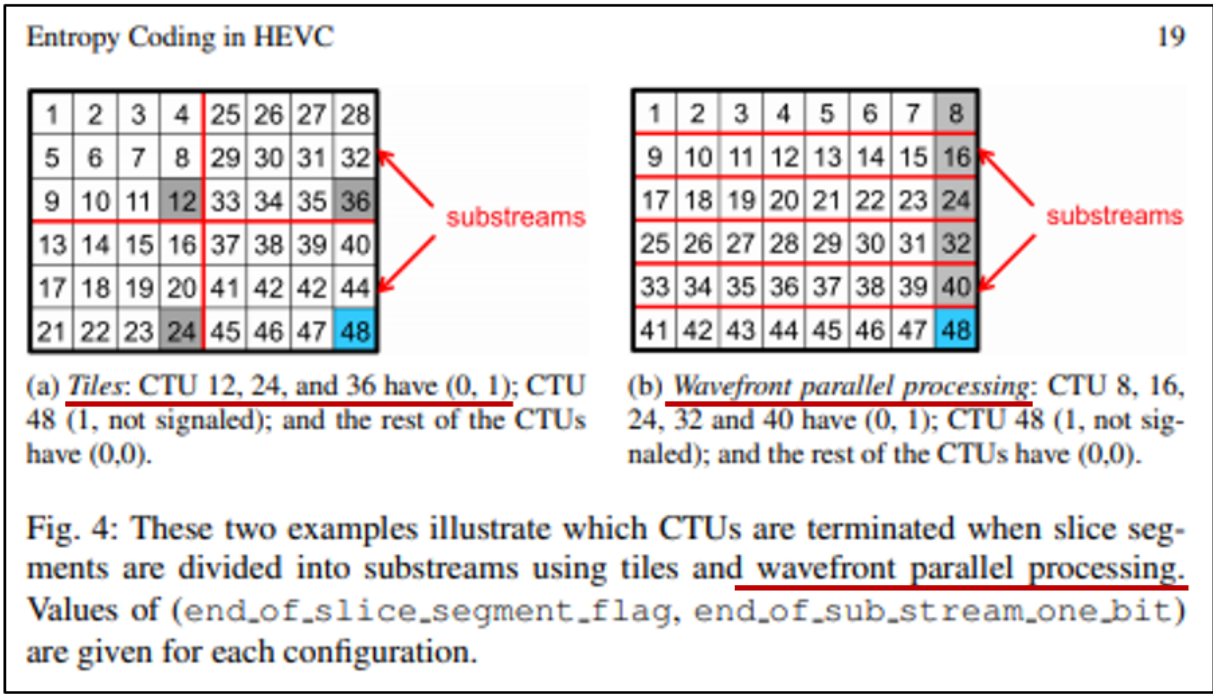 Entropy Coding in HEVC 19
1 2 3 4 25 26 27 28
5 6 7 8 29 30 31 32
9 10 11 12 33 34 35 36
13 14 15 16 37 38 39 40
17 18 19 20 41 42 42 44
21 22 23 24 45 46 47 48
substreams
(a) Tiles: CTU 12, 24, and 36 have (0, 1); CTU
48 (1, not signaled); and the rest of the CTUs
have (0,0).
1 2 3 4 5 6 7 8
9 10 11 12 13 14 15 16
17 18 19 20 21 22 23 24
25 26 27 28 29 30 31 32
33 34 35 36 37 38 39 40
41 42 43 44 45 46 47 48
substreams
(b) Wavefront parallel processing: CTU 8, 16,
24, 32 and 40 have (0, 1); CTU 48 (1, not sig-
naled); and the rest of the CTUs have (0,0).
Fig. 4: These two examples illustrate which CTUs are terminated when slice seg-
ments are divided into substreams using tiles and wavefront parallel processing.
Values of (end_of_slice_segment_flag, end_of_sub_stream_one_bit)
are given for each configuration.